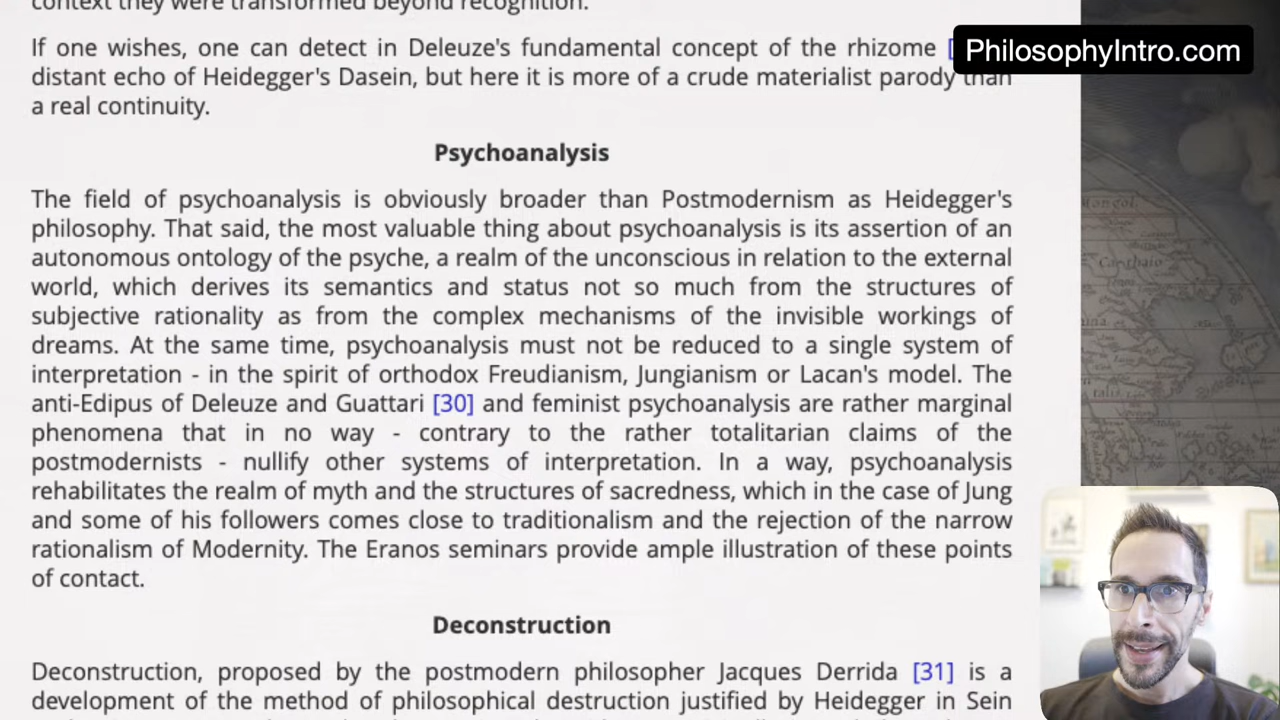 context they were transformed beyond recognition.
PhilosophyIntro.com
If one wishes, one can detect in Deleuze's fundamental concept of the rhizome [
distant echo of Heidegger's Dasein, but here it is more of a crude materialist parody than
a real continuity.
Psychoanalysis
The field of psychoanalysis is obviously broader than Postmodernism as Heidegger's
philosophy. That said, the most valuable thing about psychoanalysis is its assertion of an
autonomous ontology of the psyche, a realm of the unconscious in relation to the external
world, which derives its semantics and status not so much from the structures of
subjective rationality as from the complex mechanisms of the invisible workings of
dreams. At the same time, psychoanalysis must not be reduced to a single system of
interpretation - in the spirit of orthodox Freudianism, Jungianism or Lacan's model. The
anti-Edipus of Deleuze and Guattari [30] and feminist psychoanalysis are rather marginal
phenomena that in no way - contrary to the rather totalitarian claims of the
postmodernists - nullify other systems of interpretation. In a way, psychoanalysis
rehabilitates the realm of myth and the structures of sacredness, which in the case of Jung
and some of his followers comes close to traditionalism and the rejection of the narrow
rationalism of Modernity. The Eranos seminars provide ample illustration of these points
of contact.
Deconstruction
Deconstruction, proposed by the postmodern philosopher Jacques Derrida [31] is a
development of the method of philosophical destruction justified by Heidegger in Sein